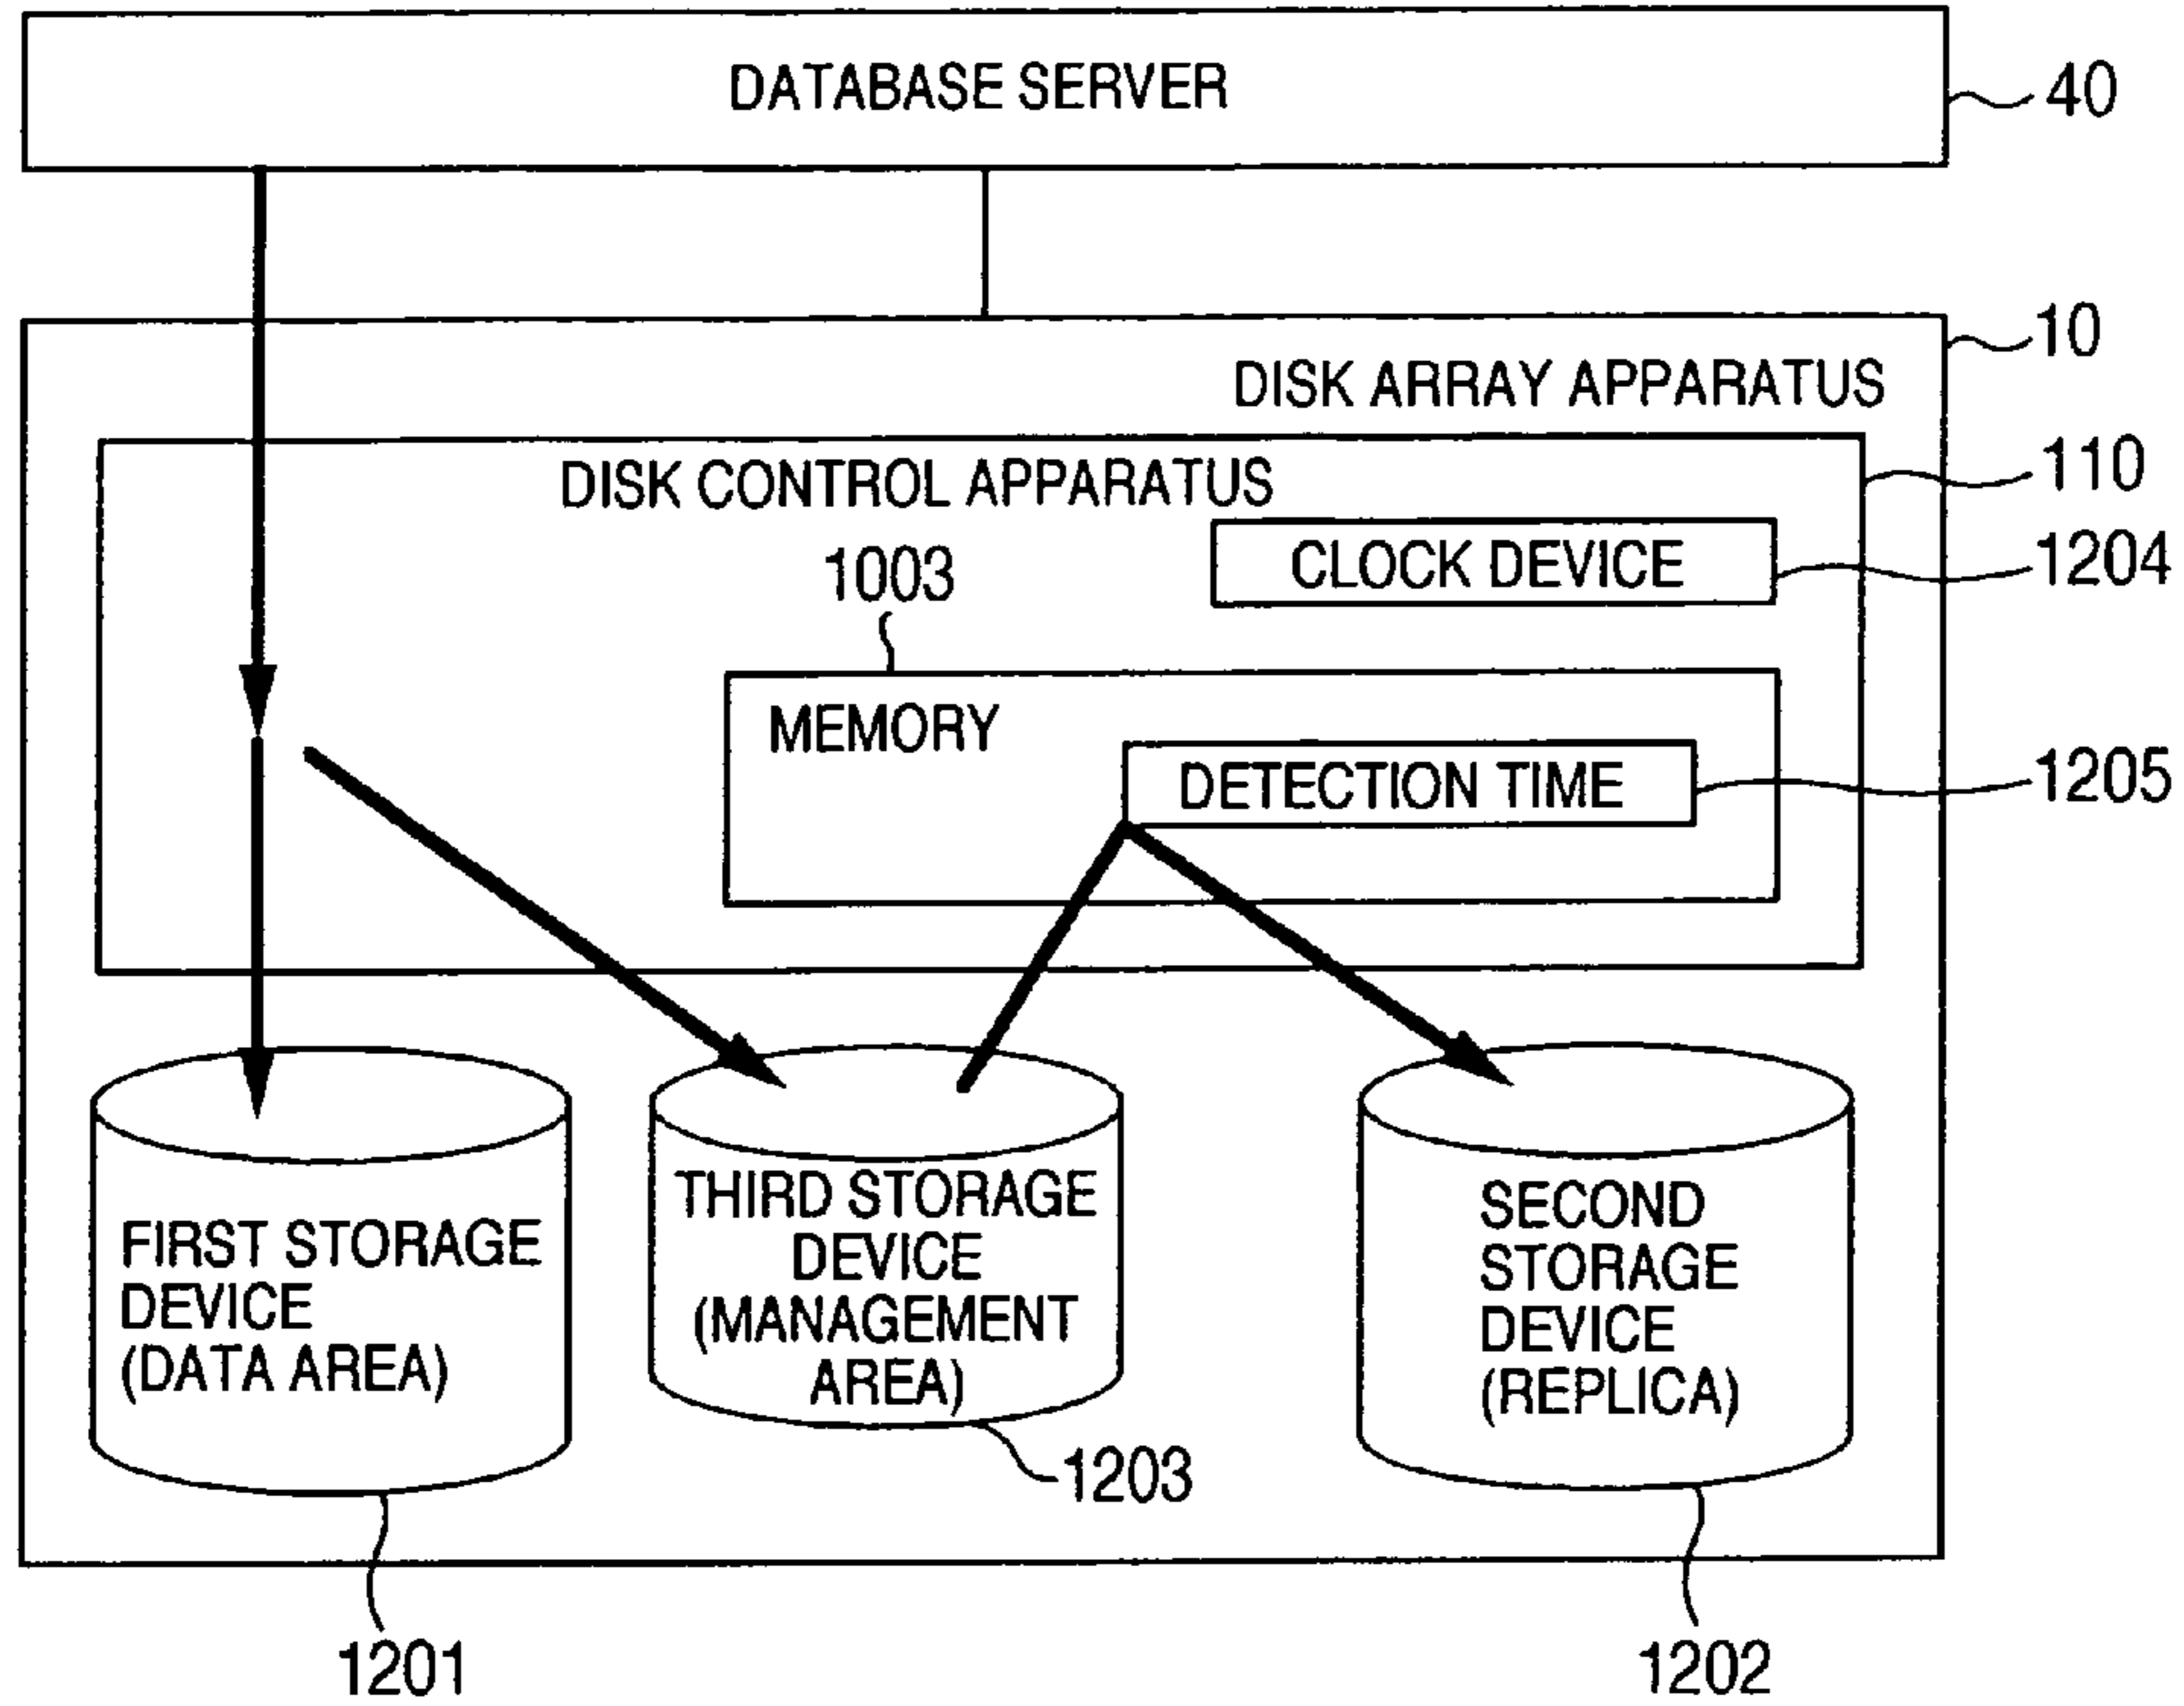 DATABASE SERVER
40
10
DISK ARRAY APPARATUS
110
DISK CONTROL APPARATUS
CLOCK DEVICE
1204
1003
MEMORY
DETECTION TIME
1205
FIRST STORAGE
DEVICE
(DATA AREA)
THIRD STORAGE
DEVICE
(MANAGEMENT
AREA)
SECOND
STORAGE
DEVICE
(REPLICA)
1203
1201
1202